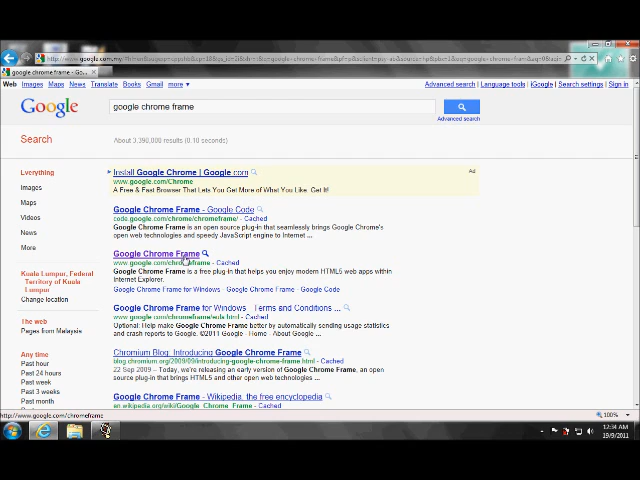 google chrome frame - Go...
Web Images Maps News Translate Books Gmail more
Advanced search | Language tools | iGoogle | Search settings | Sign in
Google
google chrome frame
Advanced search
Search
About 3,390,000 results (0.18 seconds)
Everything
Images
Maps
Videos
News
More
Kuala Lumpur, Federal
Territory of Kuala
Lumpur
Change location
The web
Pages from Malaysia
Any time
Past hour
Past 24 hours
Past week
Past 3 weeks
Past month
Install Google Chrome | Google.com
Ad
www.google.com/Chrome
A Free & Fast Browser That Lets You Get More of What You Like. Get It!
Google Chrome Frame - Google Code
code.google.com/chrome/chromeframe/ - Cached
Google Chrome Frame is an open source plug-in that seamlessly brings Google Chrome's
open web technologies and speedy JavaScript engine to Internet ...
Google Chrome Frame
www.google.com/chromeframe - Cached
Google Chrome Frame is a free plug-in that helps you enjoy modern HTML5 web apps within
Internet Explorer.
Google Chrome Frame for Windows - Google Chrome Frame - Google Code
Google Chrome Frame for Windows - Terms and Conditions ...
www.google.com/chromeframe/eula.html - Cached
Optional: Help make Google Chrome Frame better by automatically sending usage statistics
and crash reports to Google. ©2011 Google - Home - About Google ...
Chromium Blog: Introducing Google Chrome Frame
blog.chromium.org/2009/09/introducing-google-chrome-frame.html - Cached
22 Sep 2009 – Today, we're releasing an early version of Google Chrome Frame, an open
source plug-in that brings HTML5 and other open web technologies ...
Google Chrome Frame - Wikipedia, the free encyclopedia
en.wikipedia.org/wiki/Google_Chrome_Frame - Cached
http://www.google.com/chromeframe
100%
12:34 AM
19/9/2011